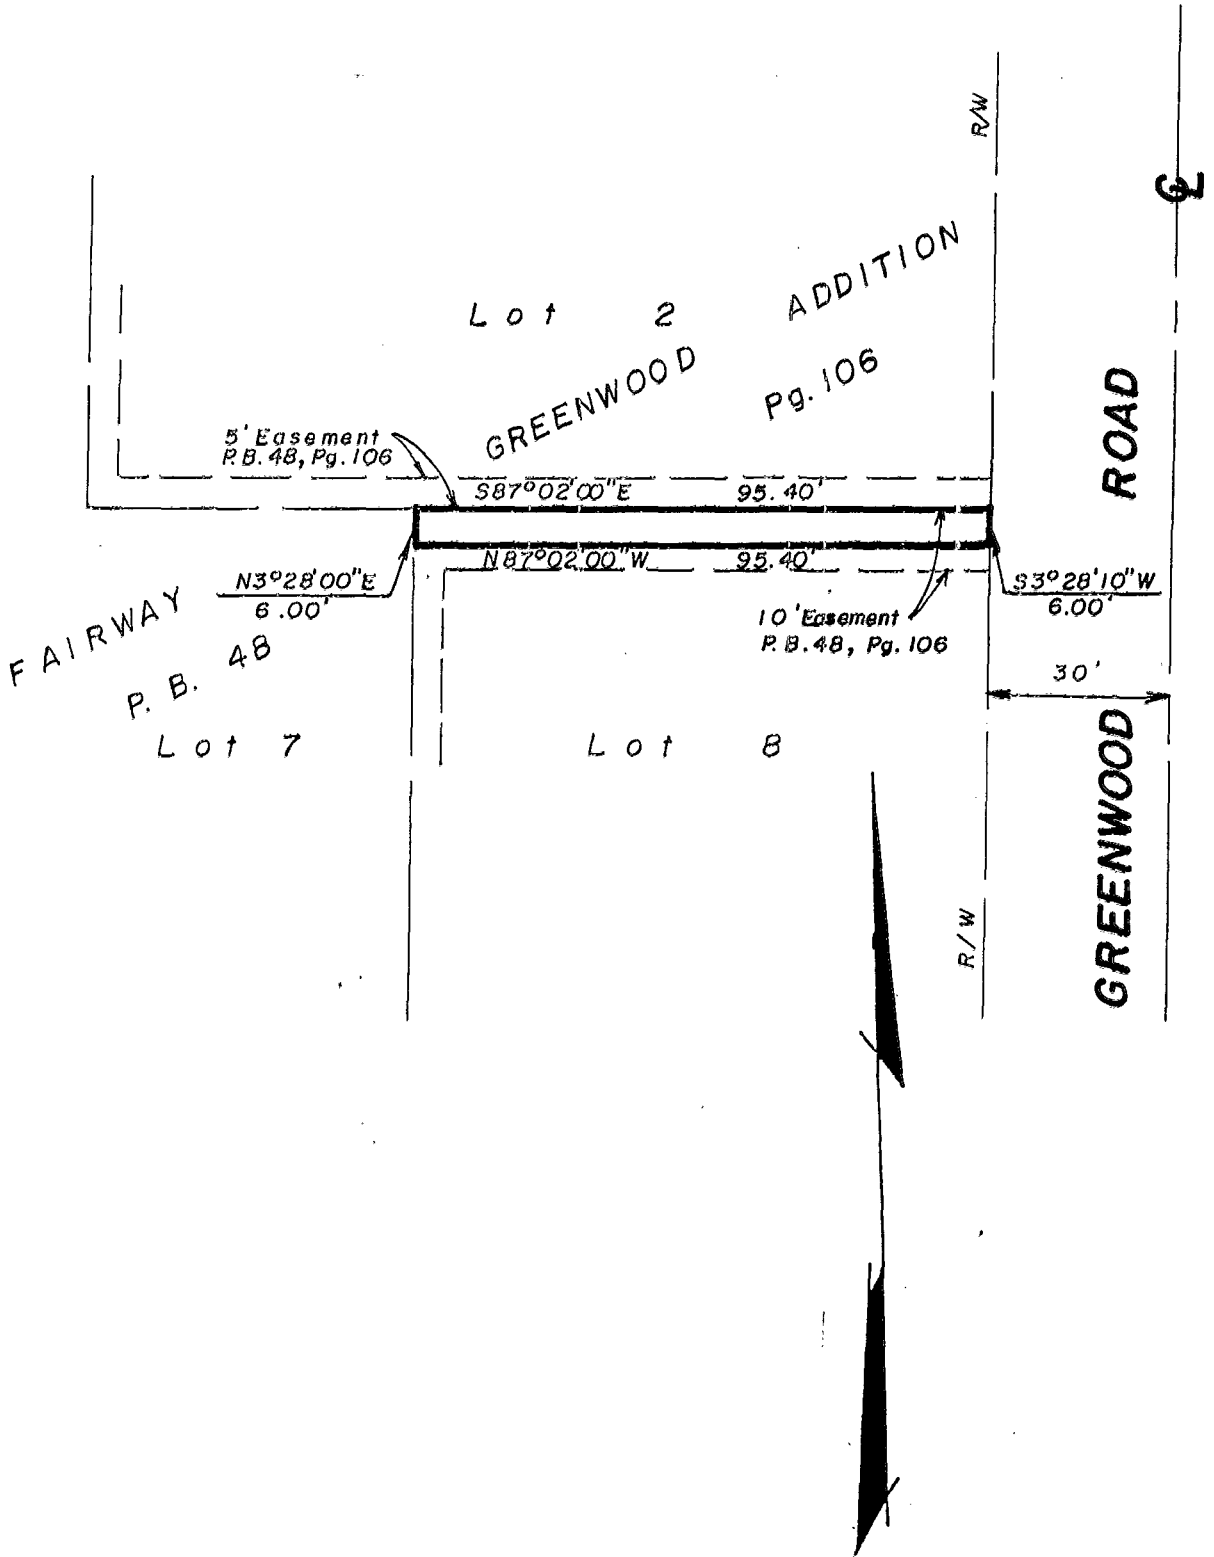 R/W
℄
Lot 2
FAIRWAY GREENWOOD ADDITION
P. B. 48 Pg. 106
ROAD
5' Easement
P.B. 48, Pg. 106
S87°02'00"E 95.40'
N87°02'00"W 95.40'
N3°28'00"E
6.00'
S3°28'10"W
6.00'
10' Easement
P.B. 48, Pg. 106
30'
Lot 7
Lot 8
GREENWOOD
R/W